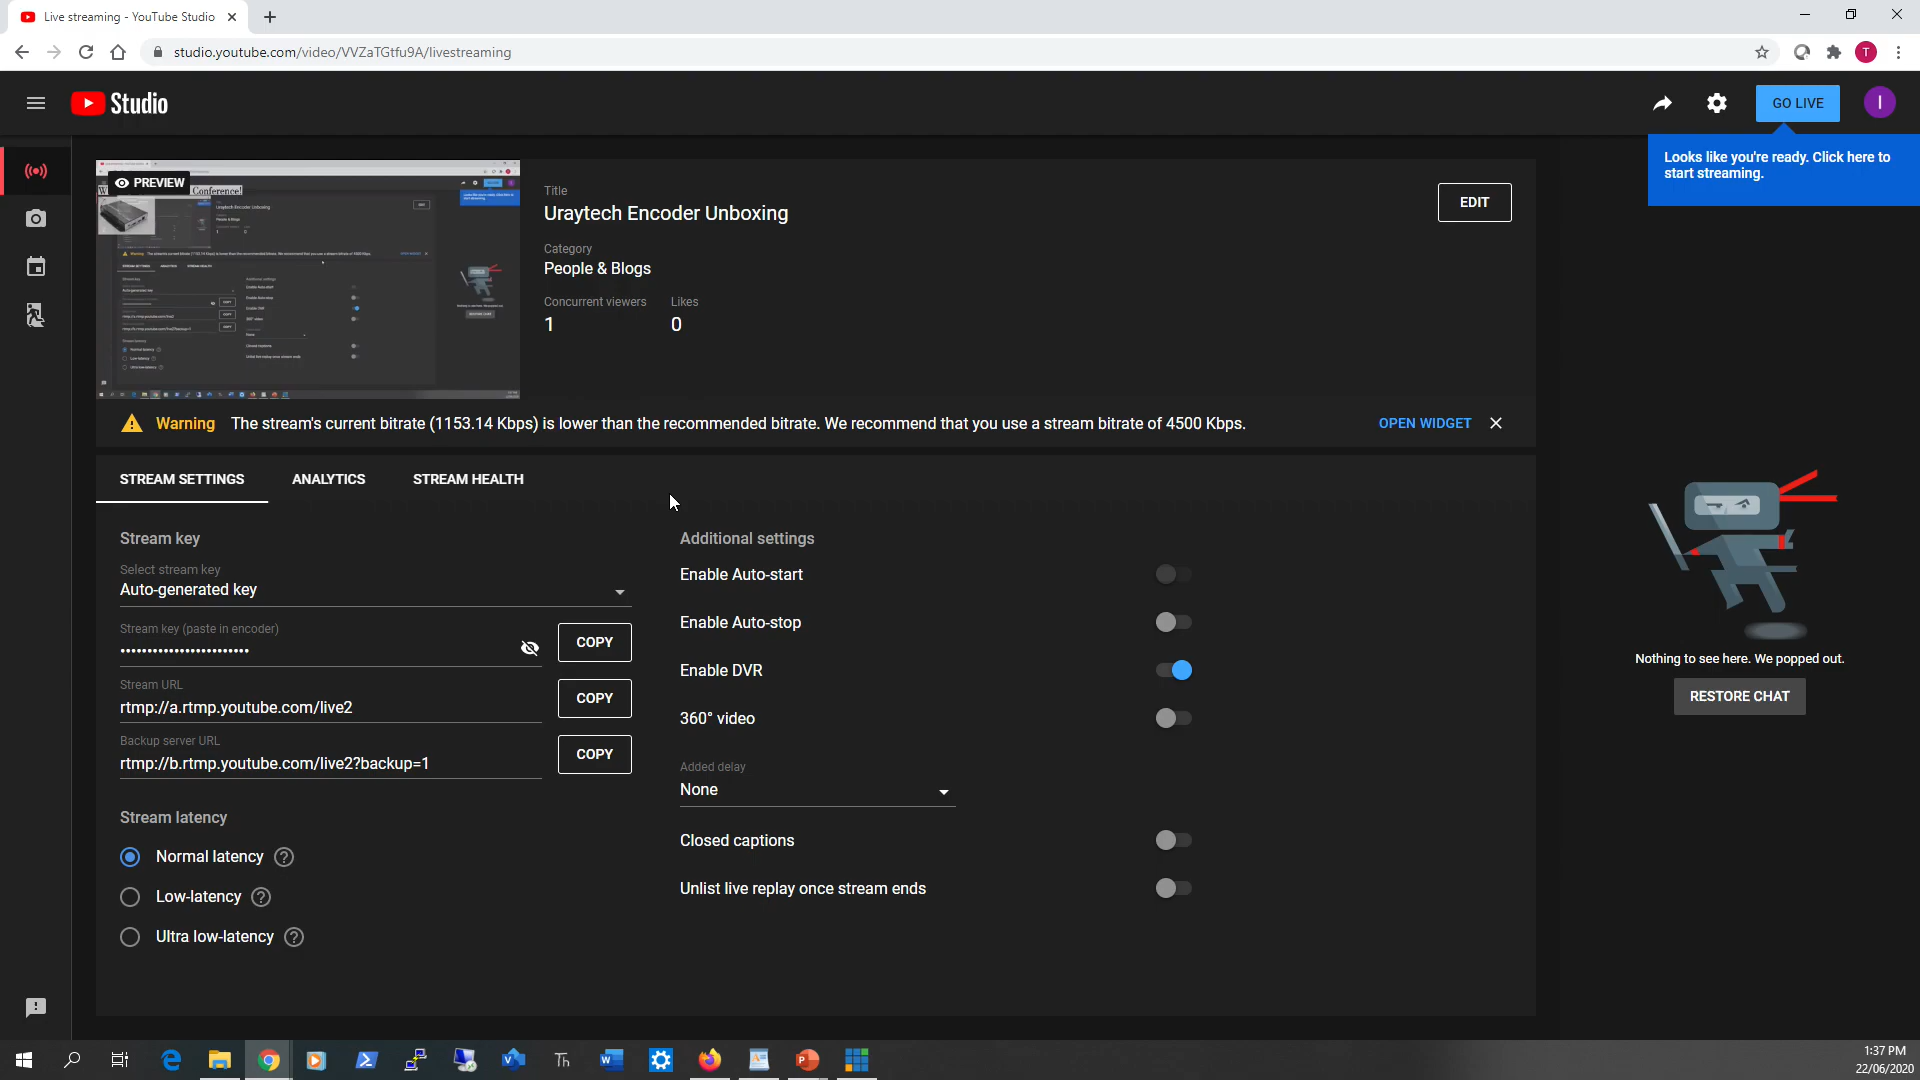 Live streaming - YouTube Studio
studio.youtube.com/video/VVZaTGtfu9A/livestreaming
T
Studio
GO LIVE
I
Looks like you're ready. Click here to
start streaming.
PREVIEW
Conference!
Title
Uraytech Encoder Unboxing
EDIT
Category
People & Blogs
Concurrent viewers Likes
1 0
Warning The stream's current bitrate (1153.14 Kbps) is lower than the recommended bitrate. We recommend that you use a stream bitrate of 4500 Kbps.
OPEN WIDGET
STREAM SETTINGS ANALYTICS STREAM HEALTH
Stream key
Select stream key
Auto-generated key
Stream key (paste in encoder)
COPY
Stream URL
rtmp://a.rtmp.youtube.com/live2
COPY
Backup server URL
rtmp://b.rtmp.youtube.com/live2?backup=1
COPY
Stream latency
Normal latency
Low-latency
Ultra low-latency
Additional settings
Enable Auto-start
Enable Auto-stop
Enable DVR
360° video
Added delay
None
Closed captions
Unlist live replay once stream ends
Nothing to see here. We popped out.
RESTORE CHAT
Th
1:37 PM
22/06/2020